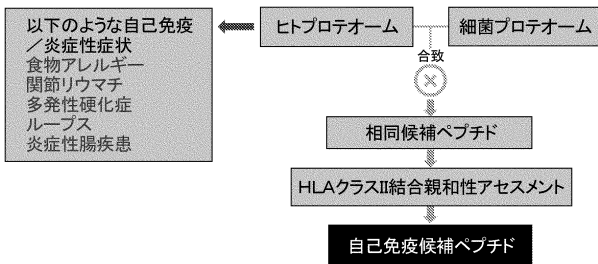 以下のような自己免疫
／炎症性症状
食物アレルギー
関節リウマチ
多発性硬化症
ループス
炎症性腸疾患
ヒトプロテオーム
細菌プロテオーム
合致
相同候補ペプチド
HLAクラスII結合親和性アセスメント
自己免疫候補ペプチド